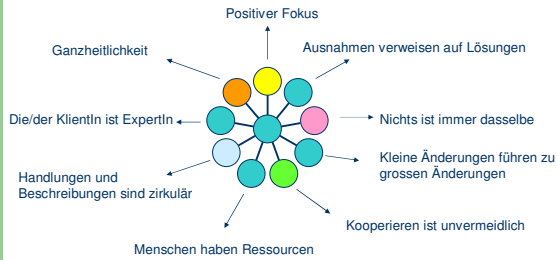 Positiver Fokus
Ganzheitlichkeit
Ausnahmen verweisen auf Lösungen
Die/der KlientIn ist ExpertIn
Nichts ist immer dasselbe
Kleine Änderungen führen zu
grossen Änderungen
Handlungen und
Beschreibungen sind zirkulär
Kooperieren ist unvermeidlich
Menschen haben Ressourcen